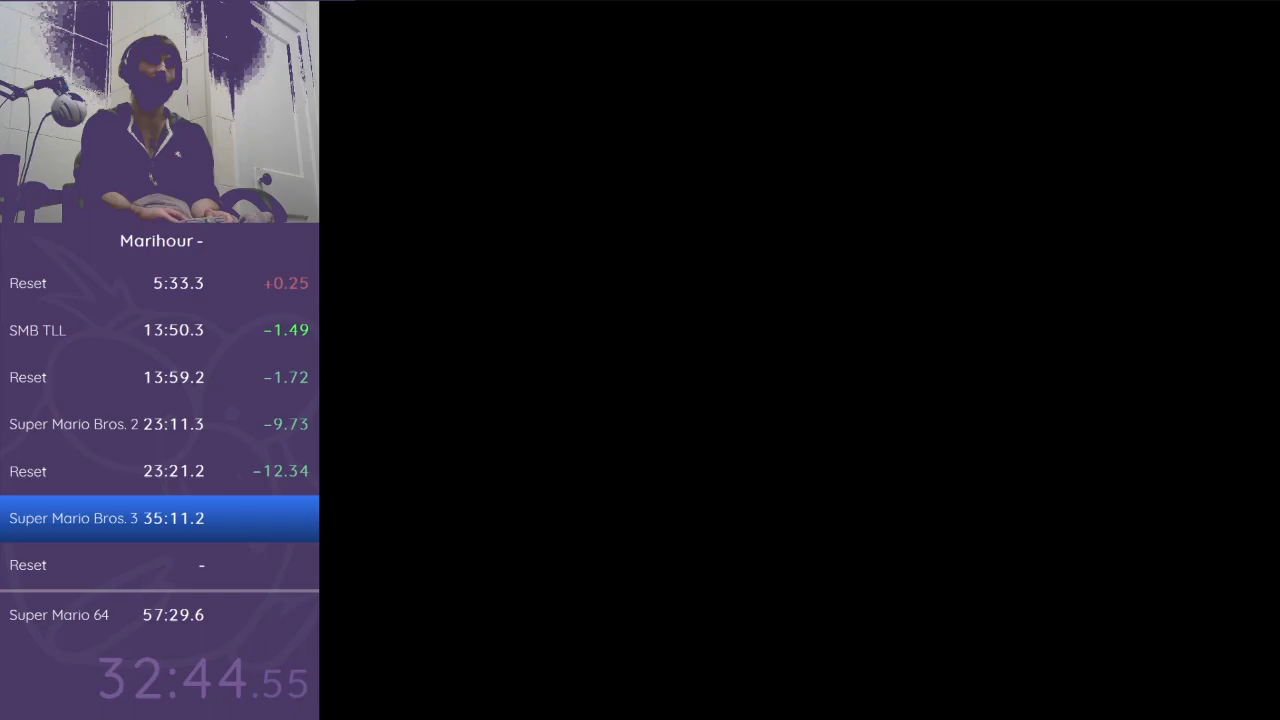 Marihour -
Reset 5:33.3 +0.25
SMB TLL 13:50.3 -1.49
Reset 13:59.2 -1.72
Super Mario Bros. 2 23:11.3 -9.73
Reset 23:21.2 -12.34
Super Mario Bros. 3 35:11.2
Reset -
Super Mario 64 57:29.6
32:44.55